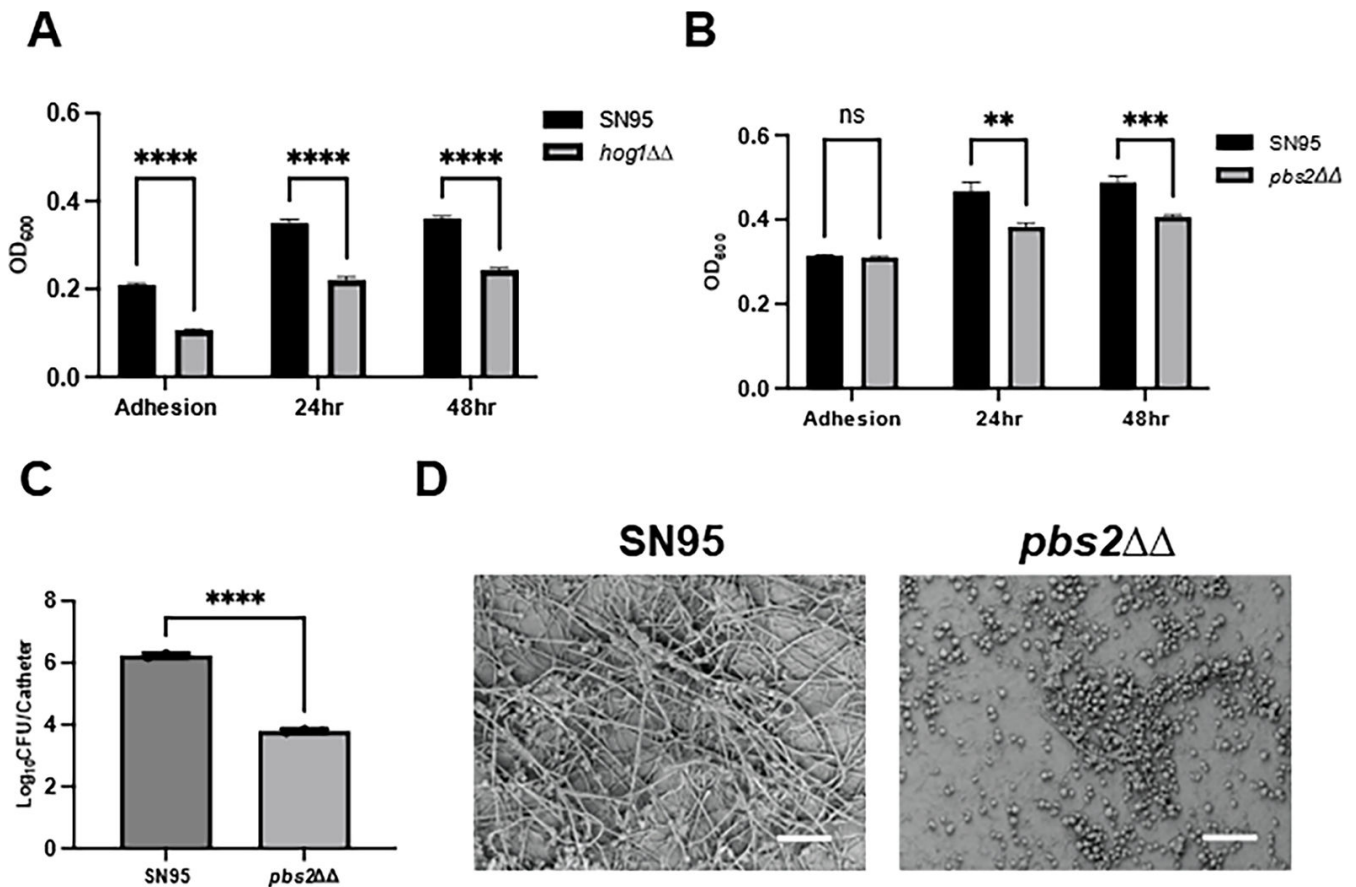 A
0.6
0.4
0.2
0.0
OD600
****
****
****
SN95
hog1ΔΔ
Adhesion
24hr
48hr
B
0.6
0.4
0.2
0.0
OD600
ns
**
***
SN95
pbs2ΔΔ
Adhesion
24hr
48hr
C
8
6
4
2
0
Log10CFU/Catheter
****
SN95
pbs2ΔΔ
D
SN95
pbs2ΔΔ